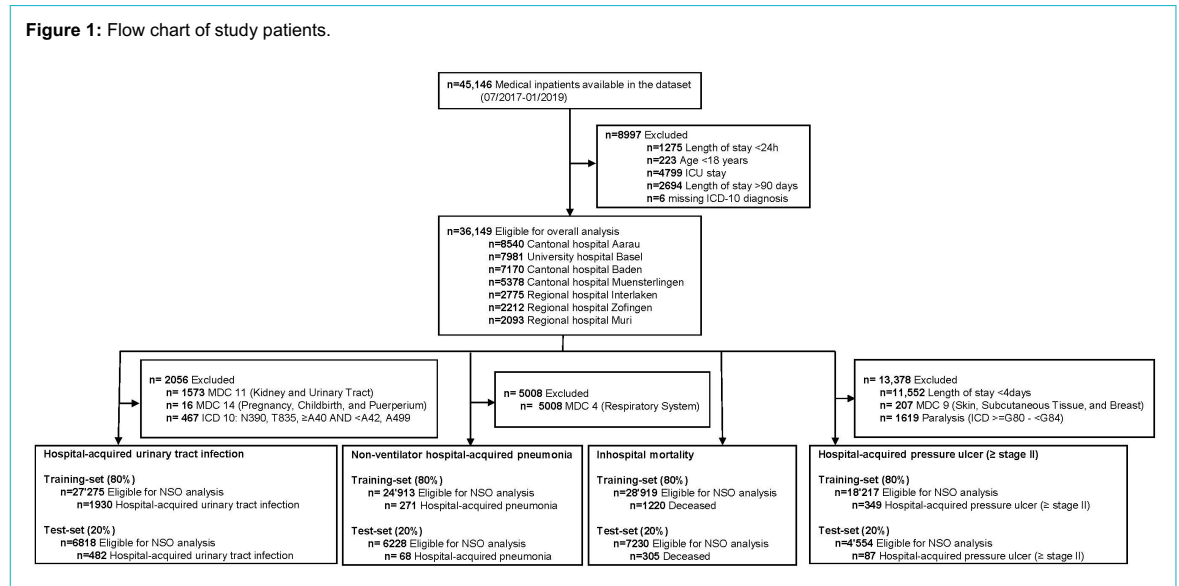 Figure 1: Flow chart of study patients.
n=45,146 Medical inpatients available in the dataset
(07/2017-01/2019)
n=8997 Excluded
n=1275 Length of stay <24h
n=223 Age <18 years
n=4799 ICU stay
n=2694 Length of stay >90 days
n=6 missing ICD-10 diagnosis
n=36,149 Eligible for overall analysis
n=8540 Cantonal hospital Aarau
n=7981 University hospital Basel
n=7170 Cantonal hospital Baden
n=5378 Cantonal hospital Muensterlingen
n=2775 Regional hospital Interlaken
n=2212 Regional hospital Zofingen
n=2093 Regional hospital Muri
n= 2056 Excluded
n= 1573 MDC 11 (Kidney and Urinary Tract)
n= 16 MDC 14 (Pregnancy, Childbirth, and Puerperium)
n= 467 ICD 10: N390, T835, ≥A40 AND <A42, A499
n= 5008 Excluded
n= 5008 MDC 4 (Respiratory System)
n= 13,378 Excluded
n=11,552 Length of stay <4days
n= 207 MDC 9 (Skin, Subcutaneous Tissue, and Breast)
n= 1619 Paralysis (ICD >=G80 - <G84)
Hospital-acquired urinary tract infection
Training-set (80%)
n=27'275 Eligible for NSO analysis
n=1930 Hospital-acquired urinary tract infection
Test-set (20%)
n=6818 Eligible for NSO analysis
n=482 Hospital-acquired urinary tract infection
Non-ventilator hospital-acquired pneumonia
Training-set (80%)
n= 24'913 Eligible for NSO analysis
n= 271 Hospital-acquired pneumonia
Test-set (20%)
n= 6228 Eligible for NSO analysis
n= 68 Hospital-acquired pneumonia
Inhospital mortality
Training-set (80%)
n=28'919 Eligible for NSO analysis
n=1220 Deceased
Test-set (20%)
n=7230 Eligible for NSO analysis
n=305 Deceased
Hospital-acquired pressure ulcer (≥ stage II)
Training-set (80%)
n=18'217 Eligible for NSO analysis
n=349 Hospital-acquired pressure ulcer (≥ stage II)
Test-set (20%)
n=4'554 Eligible for NSO analysis
n=87 Hospital-acquired pressure ulcer (≥ stage II)